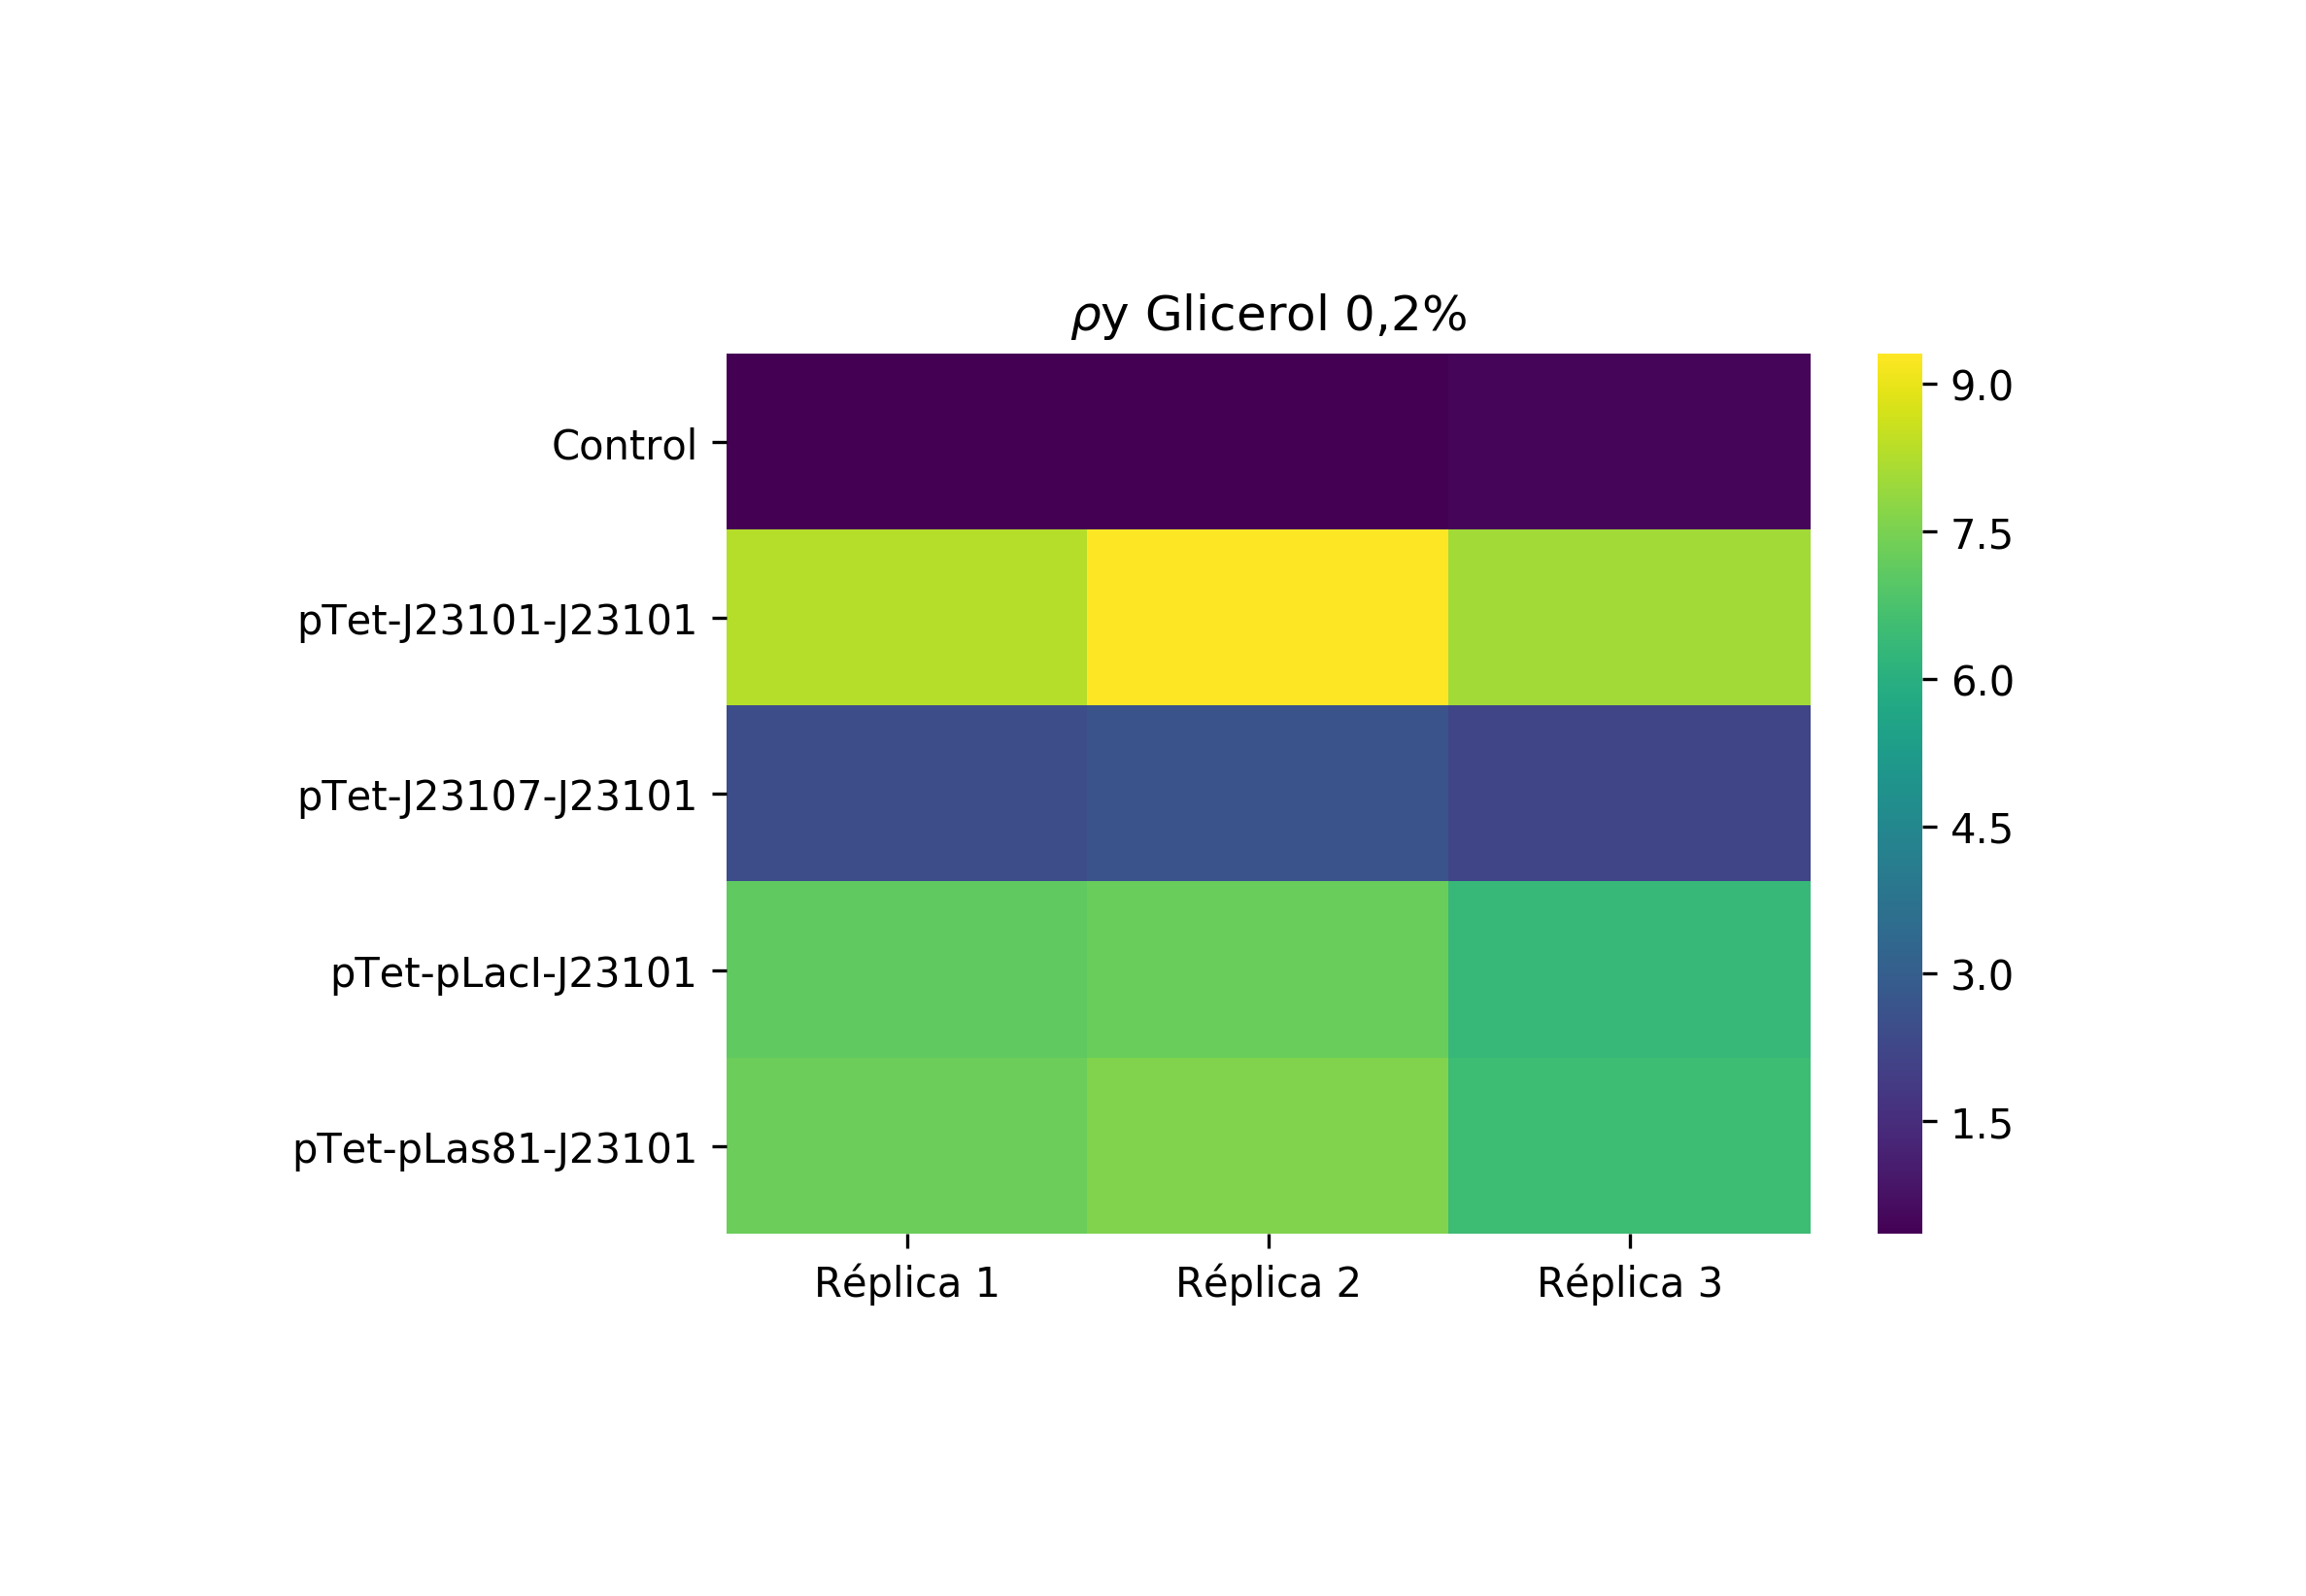 ρy Glicerol 0,2%
Control
pTet-J23101-J23101
pTet-J23107-J23101
pTet-pLacI-J23101
pTet-pLas81-J23101
Réplica 1 Réplica 2 Réplica 3
9.0
7.5
6.0
4.5
3.0
1.5